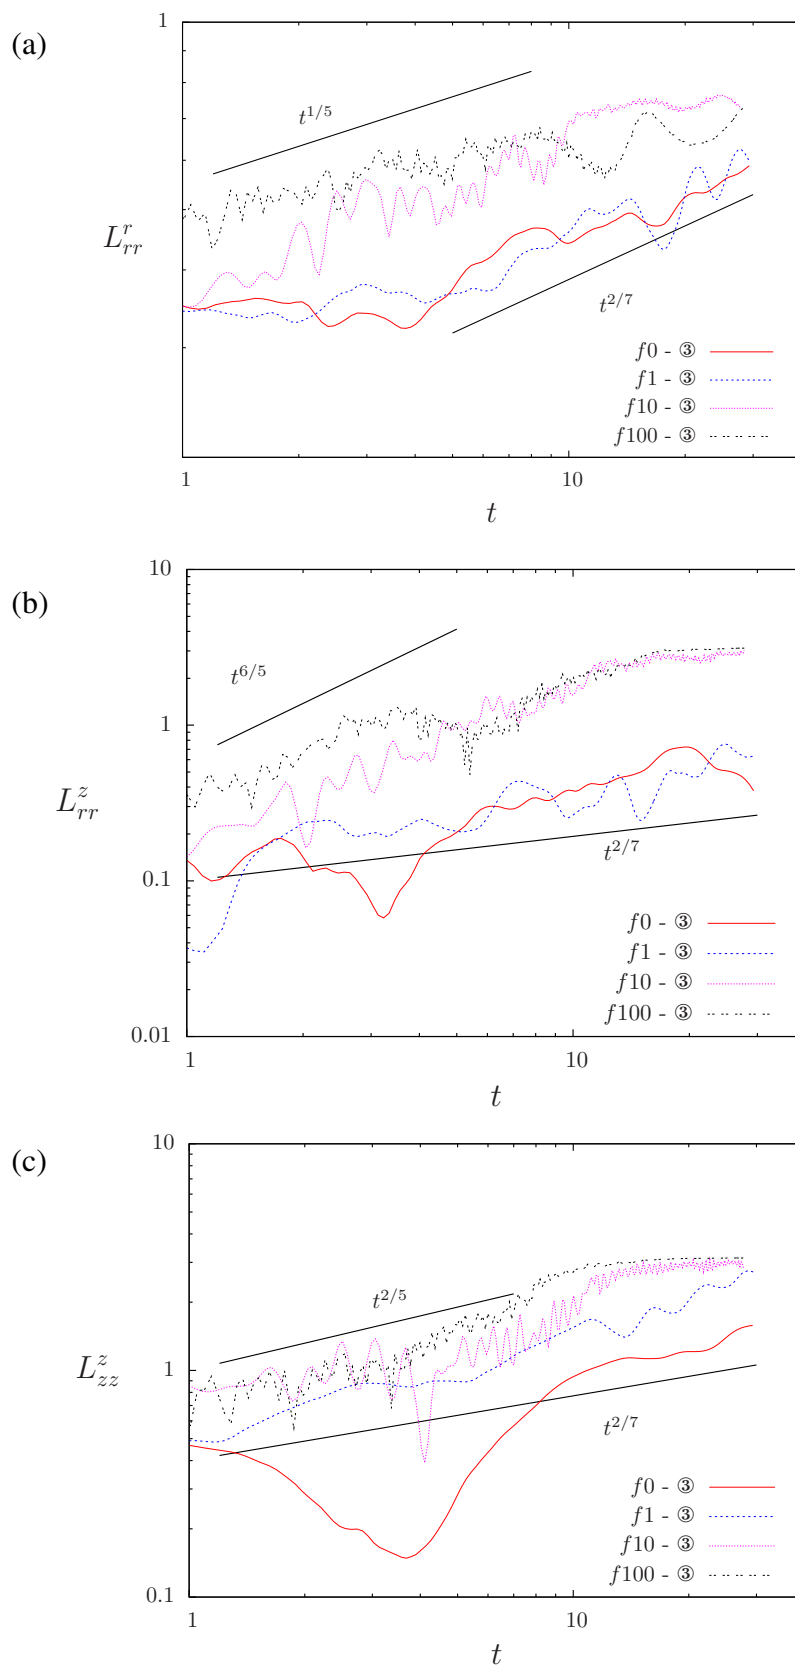 (a)
1
t^{1/5}
L^r_{rr}
t^{2/7}
f0 - ③
f1 - ③
f10 - ③
f100 - ③
1 10
t
(b)
10
t^{6/5}
1
L^z_{rr}
t^{2/7}
0.1
f0 - ③
f1 - ③
f10 - ③
f100 - ③
0.01
1 10
t
(c)
10
t^{2/5}
L^z_{zz}
1
t^{2/7}
f0 - ③
f1 - ③
f10 - ③
f100 - ③
0.1
1 10
t